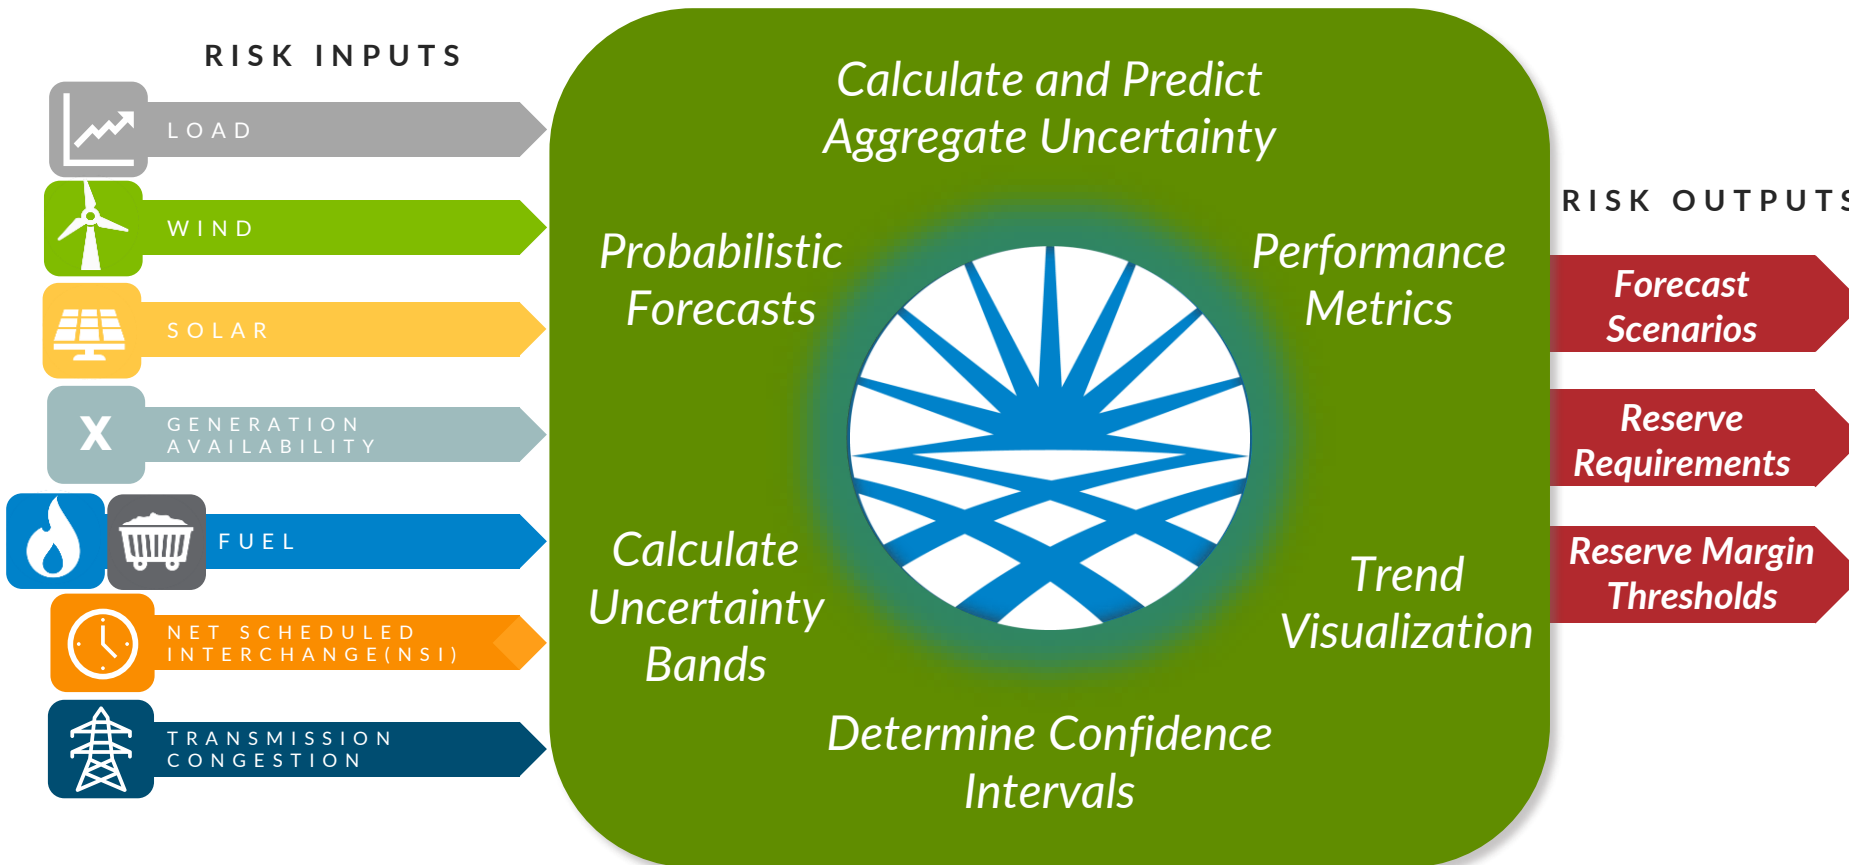 RISK INPUTS
LOAD
WIND
SOLAR
X
GENERATION
AVAILABILITY
FUEL
NET SCHEDULED
INTERCHANGE(NSI)
TRANSMISSION
CONGESTION
Calculate and Predict
Aggregate Uncertainty
Probabilistic
Forecasts
Performance
Metrics
Calculate
Uncertainty
Bands
Trend
Visualization
Determine Confidence
Intervals
RISK OUTPUTS
Forecast
Scenarios
Reserve
Requirements
Reserve Margin
Thresholds